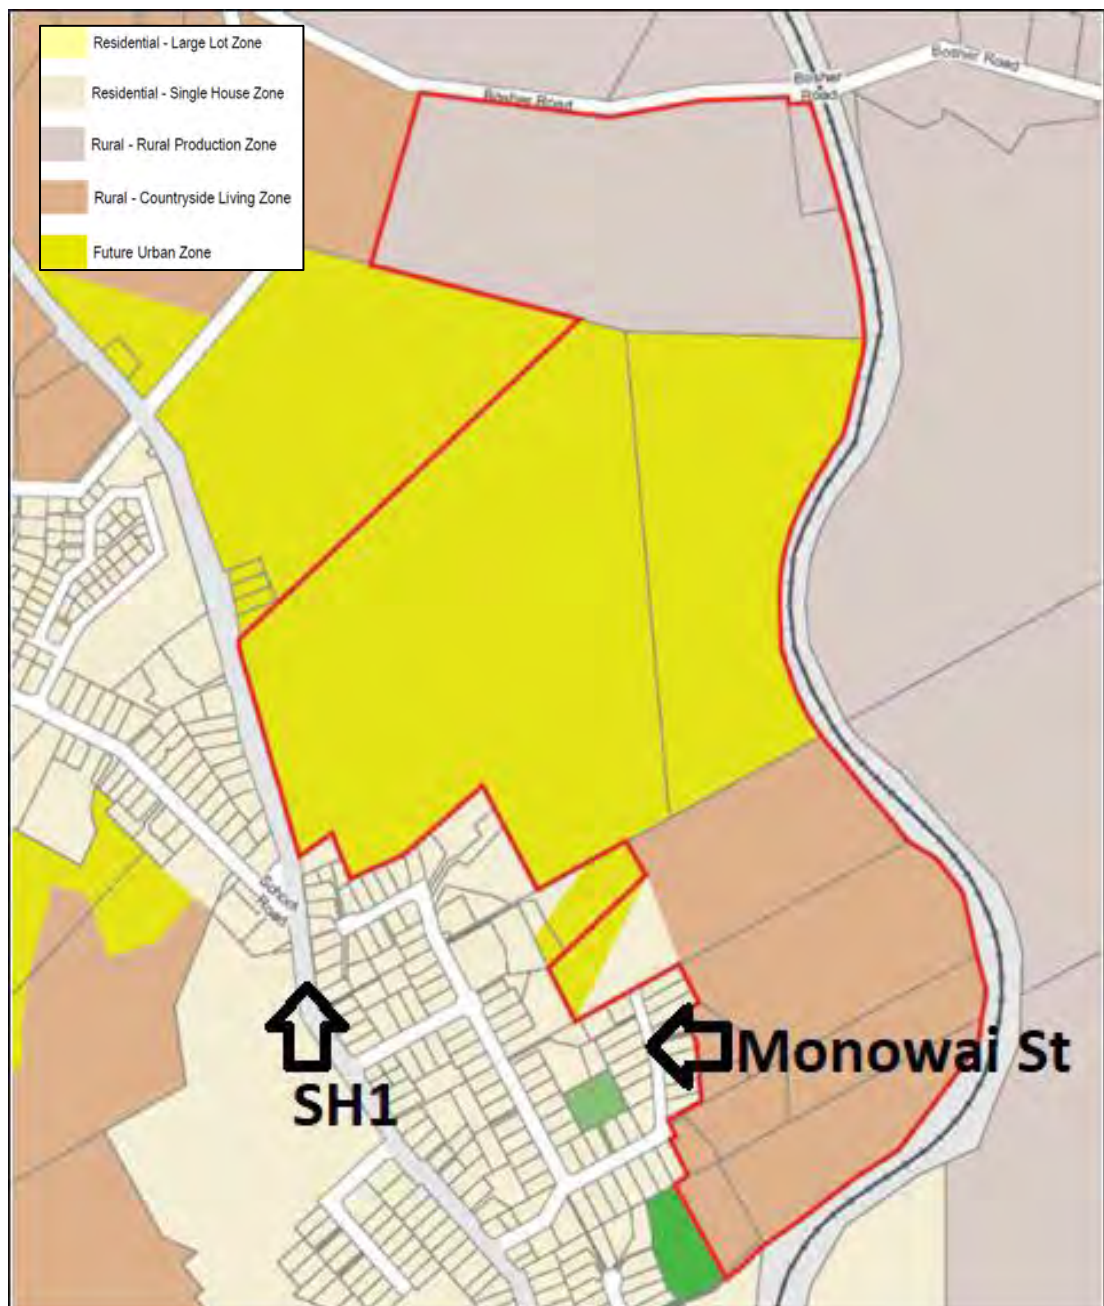 Residential - Large Lot Zone
Residential - Single House Zone
Rural - Rural Production Zone
Rural - Countryside Living Zone
Future Urban Zone
Bosher Road
Bosher
Road
Bosher Road
School
Road
SH1
Monowai St